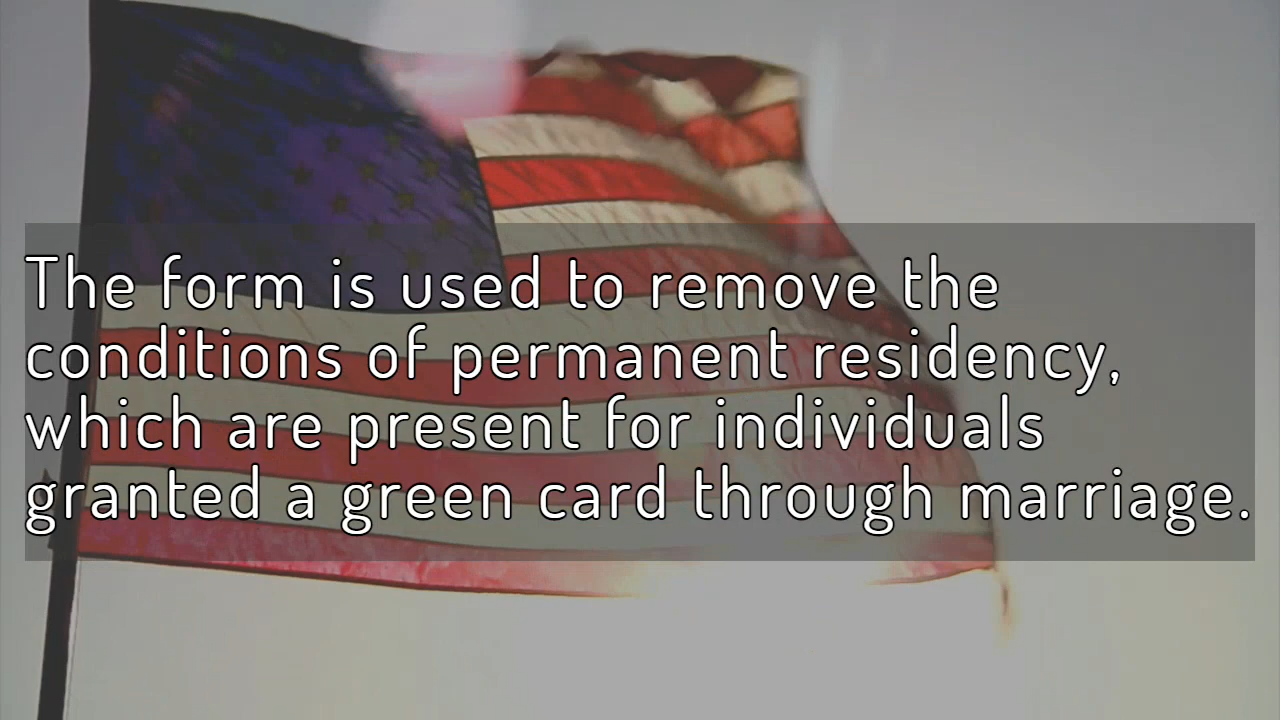 The form is used to remove the
conditions of permanent residency,
which are present for individuals
granted a green card through marriage.